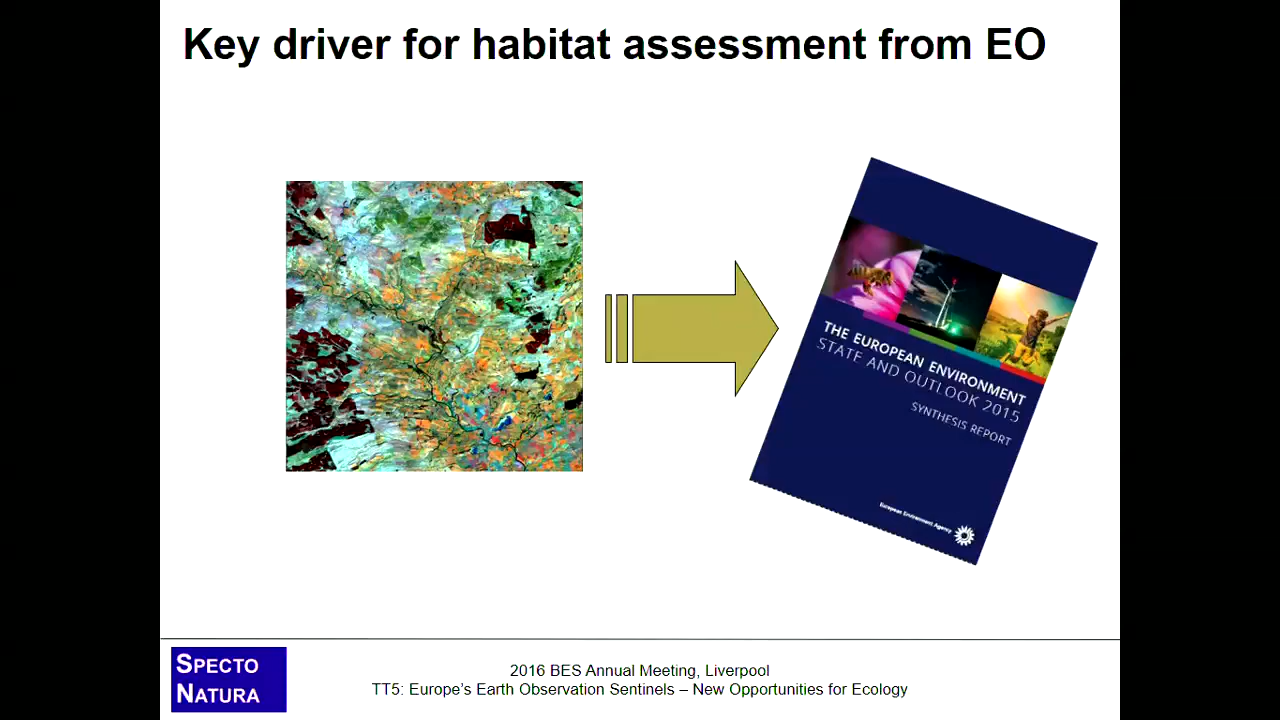 Key driver for habitat assessment from EO
THE EUROPEAN ENVIRONMENT
STATE AND OUTLOOK 2015
SYNTHESIS REPORT
European Environment Agency
SPECTO
NATURA
2016 BES Annual Meeting, Liverpool
TT5: Europe's Earth Observation Sentinels – New Opportunities for Ecology